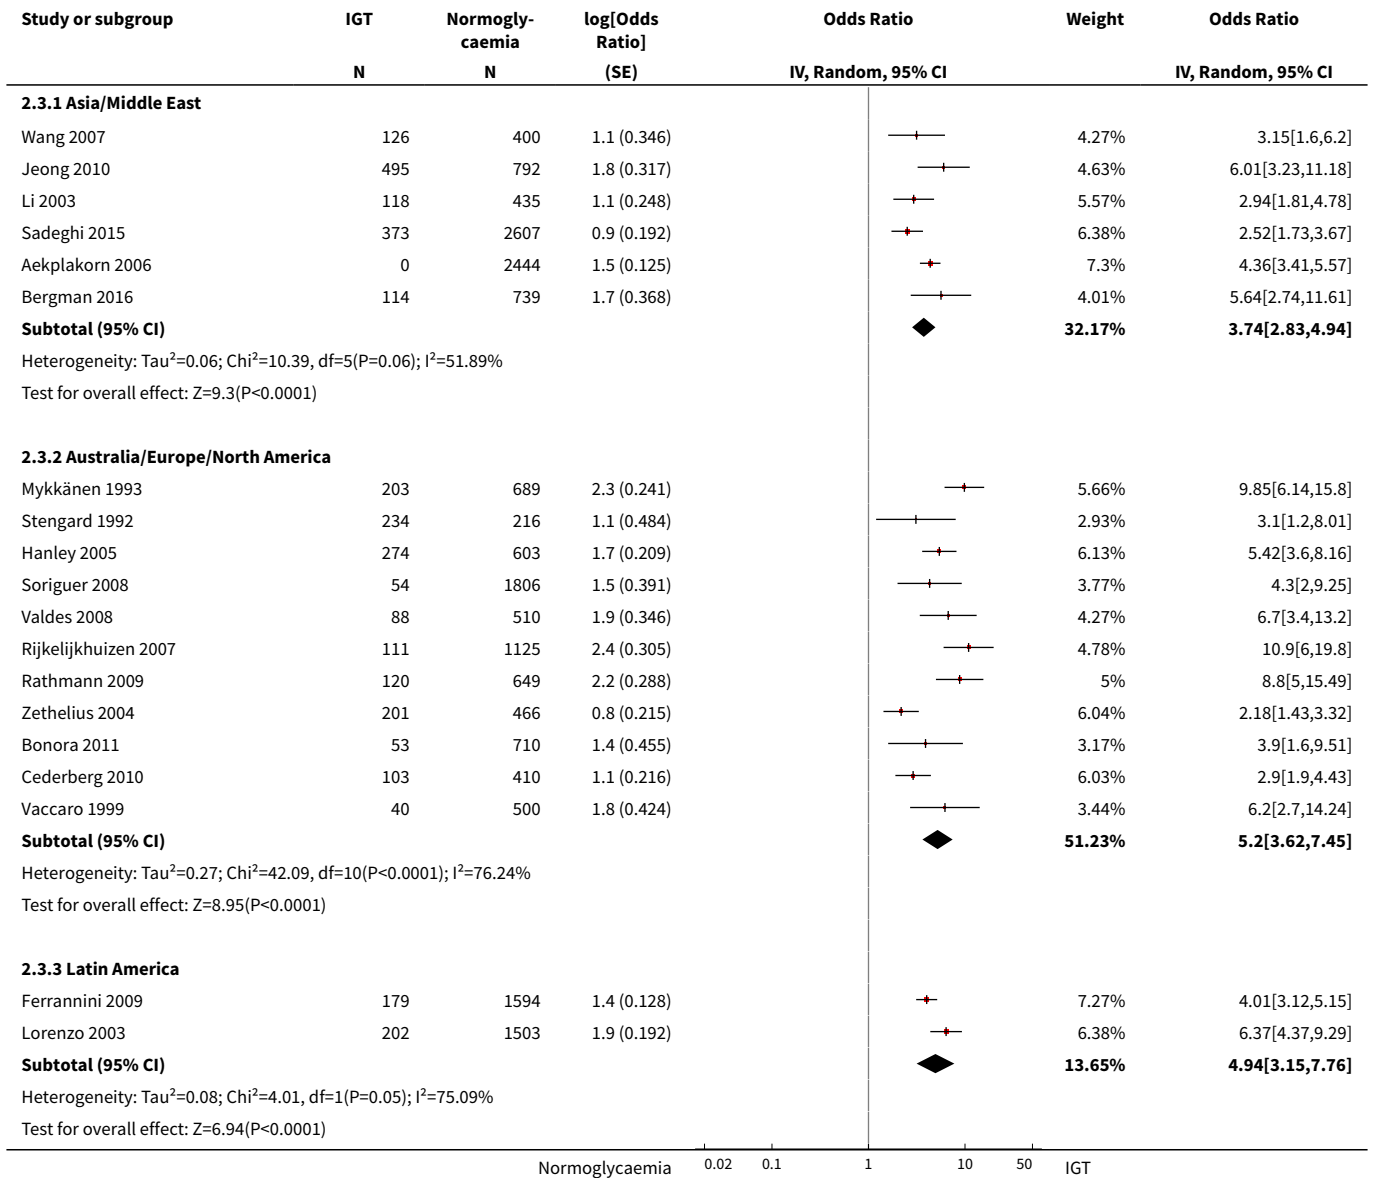 Study or subgroup IGT Normogly- log[Odds Odds Ratio Weight Odds Ratio
caemia Ratio]
N N (SE) IV, Random, 95% CI IV, Random, 95% CI
2.3.1 Asia/Middle East
Wang 2007 126 400 1.1 (0.346) 4.27% 3.15[1.6,6.2]
Jeong 2010 495 792 1.8 (0.317) 4.63% 6.01[3.23,11.18]
Li 2003 118 435 1.1 (0.248) 5.57% 2.94[1.81,4.78]
Sadeghi 2015 373 2607 0.9 (0.192) 6.38% 2.52[1.73,3.67]
Aekplakorn 2006 0 2444 1.5 (0.125) 7.3% 4.36[3.41,5.57]
Bergman 2016 114 739 1.7 (0.368) 4.01% 5.64[2.74,11.61]
Subtotal (95% CI) 32.17% 3.74[2.83,4.94]
Heterogeneity: Tau²=0.06; Chi²=10.39, df=5(P=0.06); I²=51.89%
Test for overall effect: Z=9.3(P<0.0001)
2.3.2 Australia/Europe/North America
Mykkänen 1993 203 689 2.3 (0.241) 5.66% 9.85[6.14,15.8]
Stengard 1992 234 216 1.1 (0.484) 2.93% 3.1[1.2,8.01]
Hanley 2005 274 603 1.7 (0.209) 6.13% 5.42[3.6,8.16]
Soriguer 2008 54 1806 1.5 (0.391) 3.77% 4.3[2,9.25]
Valdes 2008 88 510 1.9 (0.346) 4.27% 6.7[3.4,13.2]
Rijkelijkhuizen 2007 111 1125 2.4 (0.305) 4.78% 10.9[6,19.8]
Rathmann 2009 120 649 2.2 (0.288) 5% 8.8[5,15.49]
Zethelius 2004 201 466 0.8 (0.215) 6.04% 2.18[1.43,3.32]
Bonora 2011 53 710 1.4 (0.455) 3.17% 3.9[1.6,9.51]
Cederberg 2010 103 410 1.1 (0.216) 6.03% 2.9[1.9,4.43]
Vaccaro 1999 40 500 1.8 (0.424) 3.44% 6.2[2.7,14.24]
Subtotal (95% CI) 51.23% 5.2[3.62,7.45]
Heterogeneity: Tau²=0.27; Chi²=42.09, df=10(P<0.0001); I²=76.24%
Test for overall effect: Z=8.95(P<0.0001)
2.3.3 Latin America
Ferrannini 2009 179 1594 1.4 (0.128) 7.27% 4.01[3.12,5.15]
Lorenzo 2003 202 1503 1.9 (0.192) 6.38% 6.37[4.37,9.29]
Subtotal (95% CI) 13.65% 4.94[3.15,7.76]
Heterogeneity: Tau²=0.08; Chi²=4.01, df=1(P=0.05); I²=75.09%
Test for overall effect: Z=6.94(P<0.0001)
Normoglycaemia 0.02 0.1 1 10 50 IGT